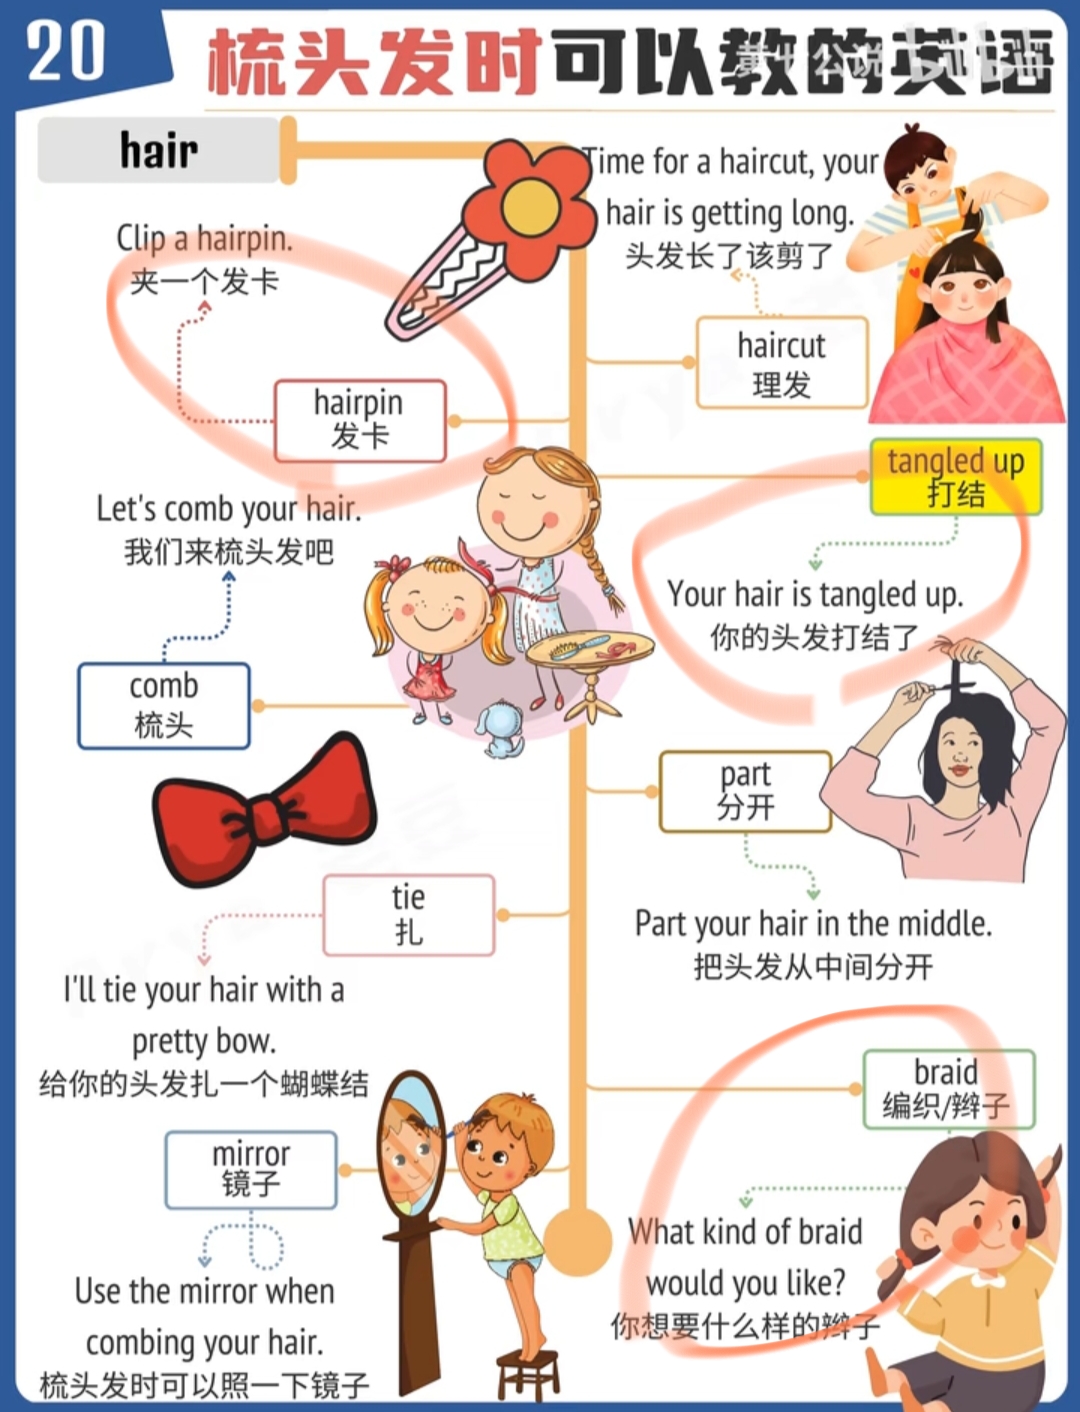 20
梳头发时可以教的英语
黄牛公说 bilibili
hair
Time for a haircut, your
hair is getting long.
头发长了该剪了
haircut
理发
Clip a hairpin.
夹一个发卡
hairpin
发卡
tangled up
打结
Your hair is tangled up.
你的头发打结了
Let's comb your hair.
我们来梳头发吧
comb
梳头
part
分开
Part your hair in the middle.
把头发从中间分开
tie
扎
I'll tie your hair with a
pretty bow.
给你的头发扎一个蝴蝶结
braid
编织/辫子
What kind of braid
would you like?
你想要什么样的辫子
mirror
镜子
Use the mirror when
combing your hair.
梳头发时可以照一下镜子